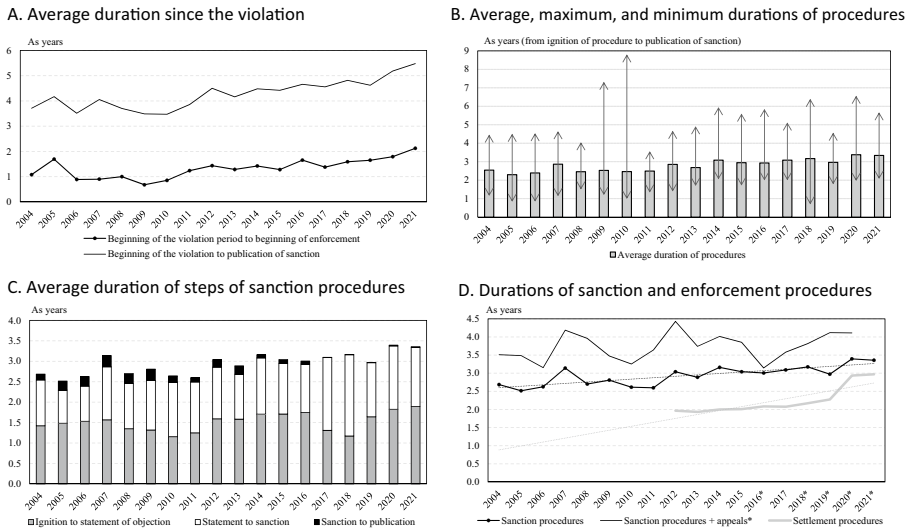 A. Average duration since the violation
As years
6
5
4
3
2
1
0
2004 2005 2006 2007 2008 2009 2010 2011 2012 2013 2014 2015 2016 2017 2018 2019 2020 2021
Beginning of the violation period to beginning of enforcement
Beginning of the violation to publication of sanction
B. Average, maximum, and minimum durations of procedures
As years (from ignition of procedure to publication of sanction)
9
8
7
6
5
4
3
2
1
0
2004 2005 2006 2007 2008 2009 2010 2011 2012 2013 2014 2015 2016 2017 2018 2019 2020 2021
Average duration of procedures
C. Average duration of steps of sanction procedures
As years
4.0
3.5
3.0
2.5
2.0
1.5
1.0
0.5
0.0
2004 2005 2006 2007 2008 2009 2010 2011 2012 2013 2014 2015 2016 2017 2018 2019 2020 2021
Ignition to statement of objection Statement to sanction Sanction to publication
D. Durations of sanction and enforcement procedures
As years
4.5
4.0
3.5
3.0
2.5
2.0
1.5
1.0
0.5
0.0
2004 2005 2006 2007 2008 2009 2010 2011 2012 2013 2014 2015 2016* 2017* 2018* 2019* 2020* 2021*
Sanction procedures Sanction procedures + appeals* Settlement procedures